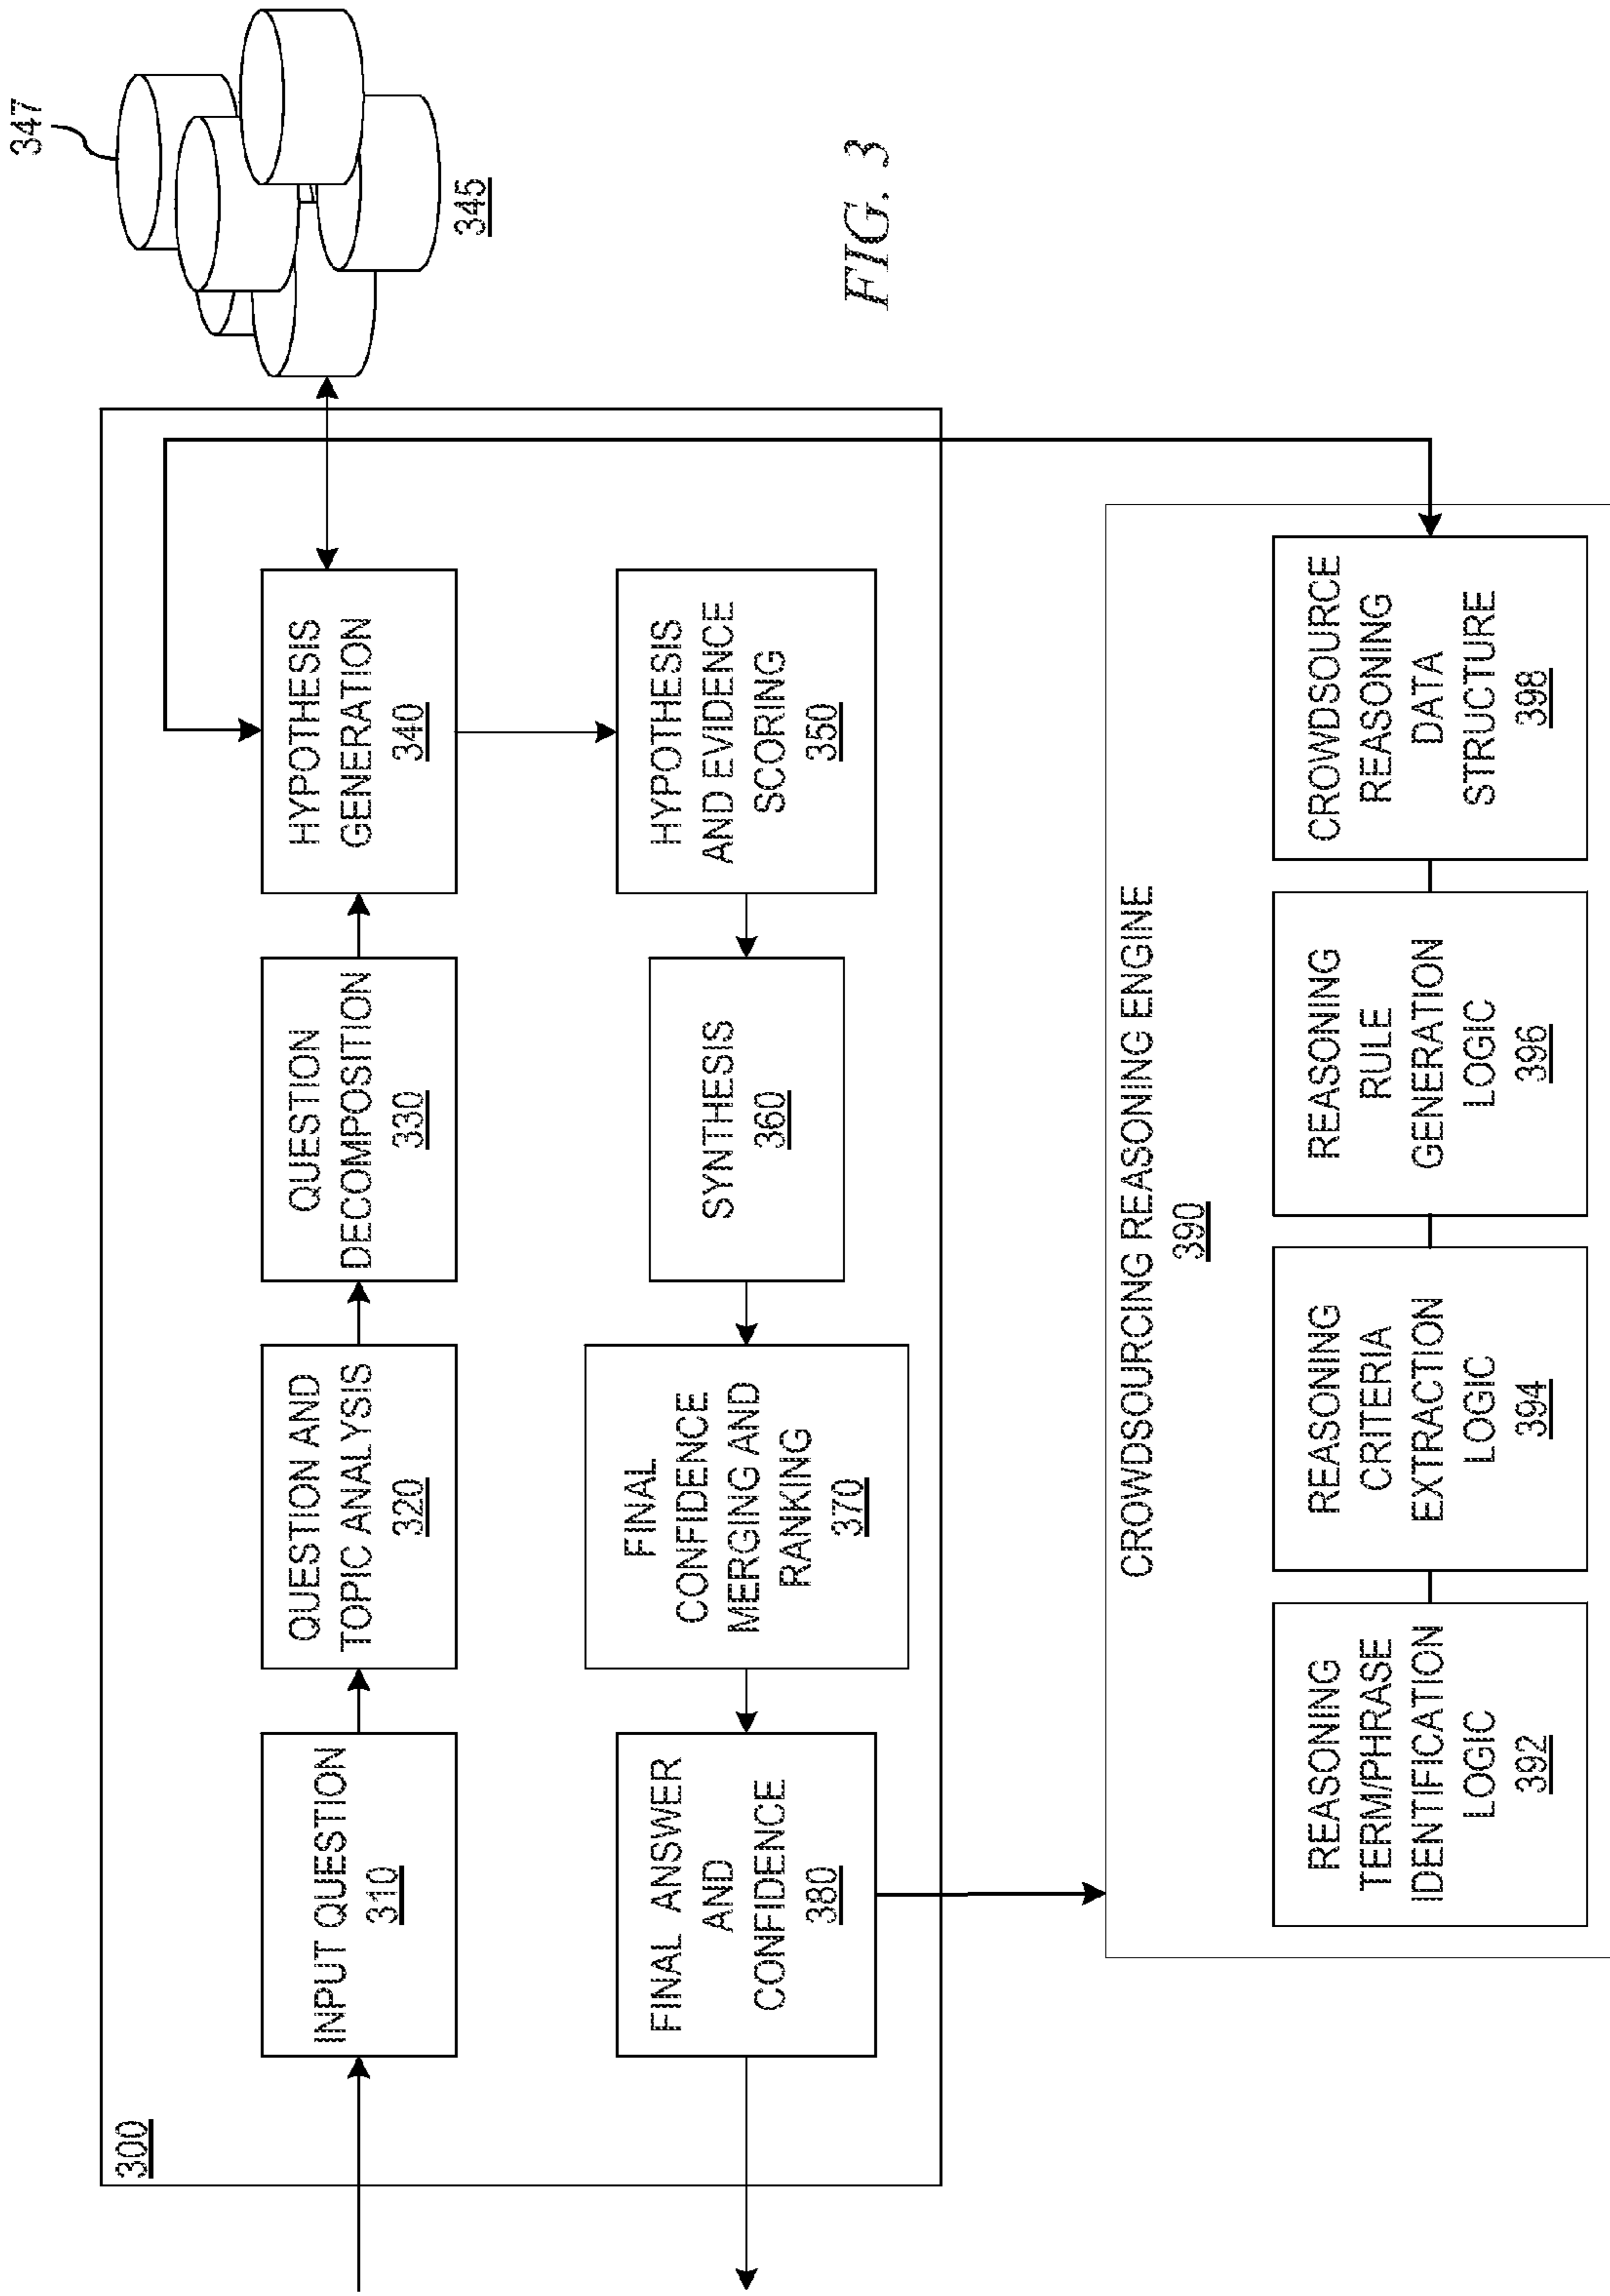 300
347
345
INPUT QUESTION
310
QUESTION AND
TOPIC ANALYSIS
320
QUESTION
DECOMPOSITION
330
HYPOTHESIS
GENERATION
340
FINAL ANSWER
AND
CONFIDENCE
380
FINAL
CONFIDENCE
MERGING AND
RANKING
370
SYNTHESIS
360
HYPOTHESIS
AND EVIDENCE
SCORING
350
FIG. 3
CROWDSOURCING REASONING ENGINE
390
REASONING
TERM/PHRASE
IDENTIFICATION
LOGIC
392
REASONING
CRITERIA
EXTRACTION
LOGIC
394
REASONING
RULE
GENERATION
LOGIC
396
CROWDSOURCE
REASONING
DATA
STRUCTURE
398